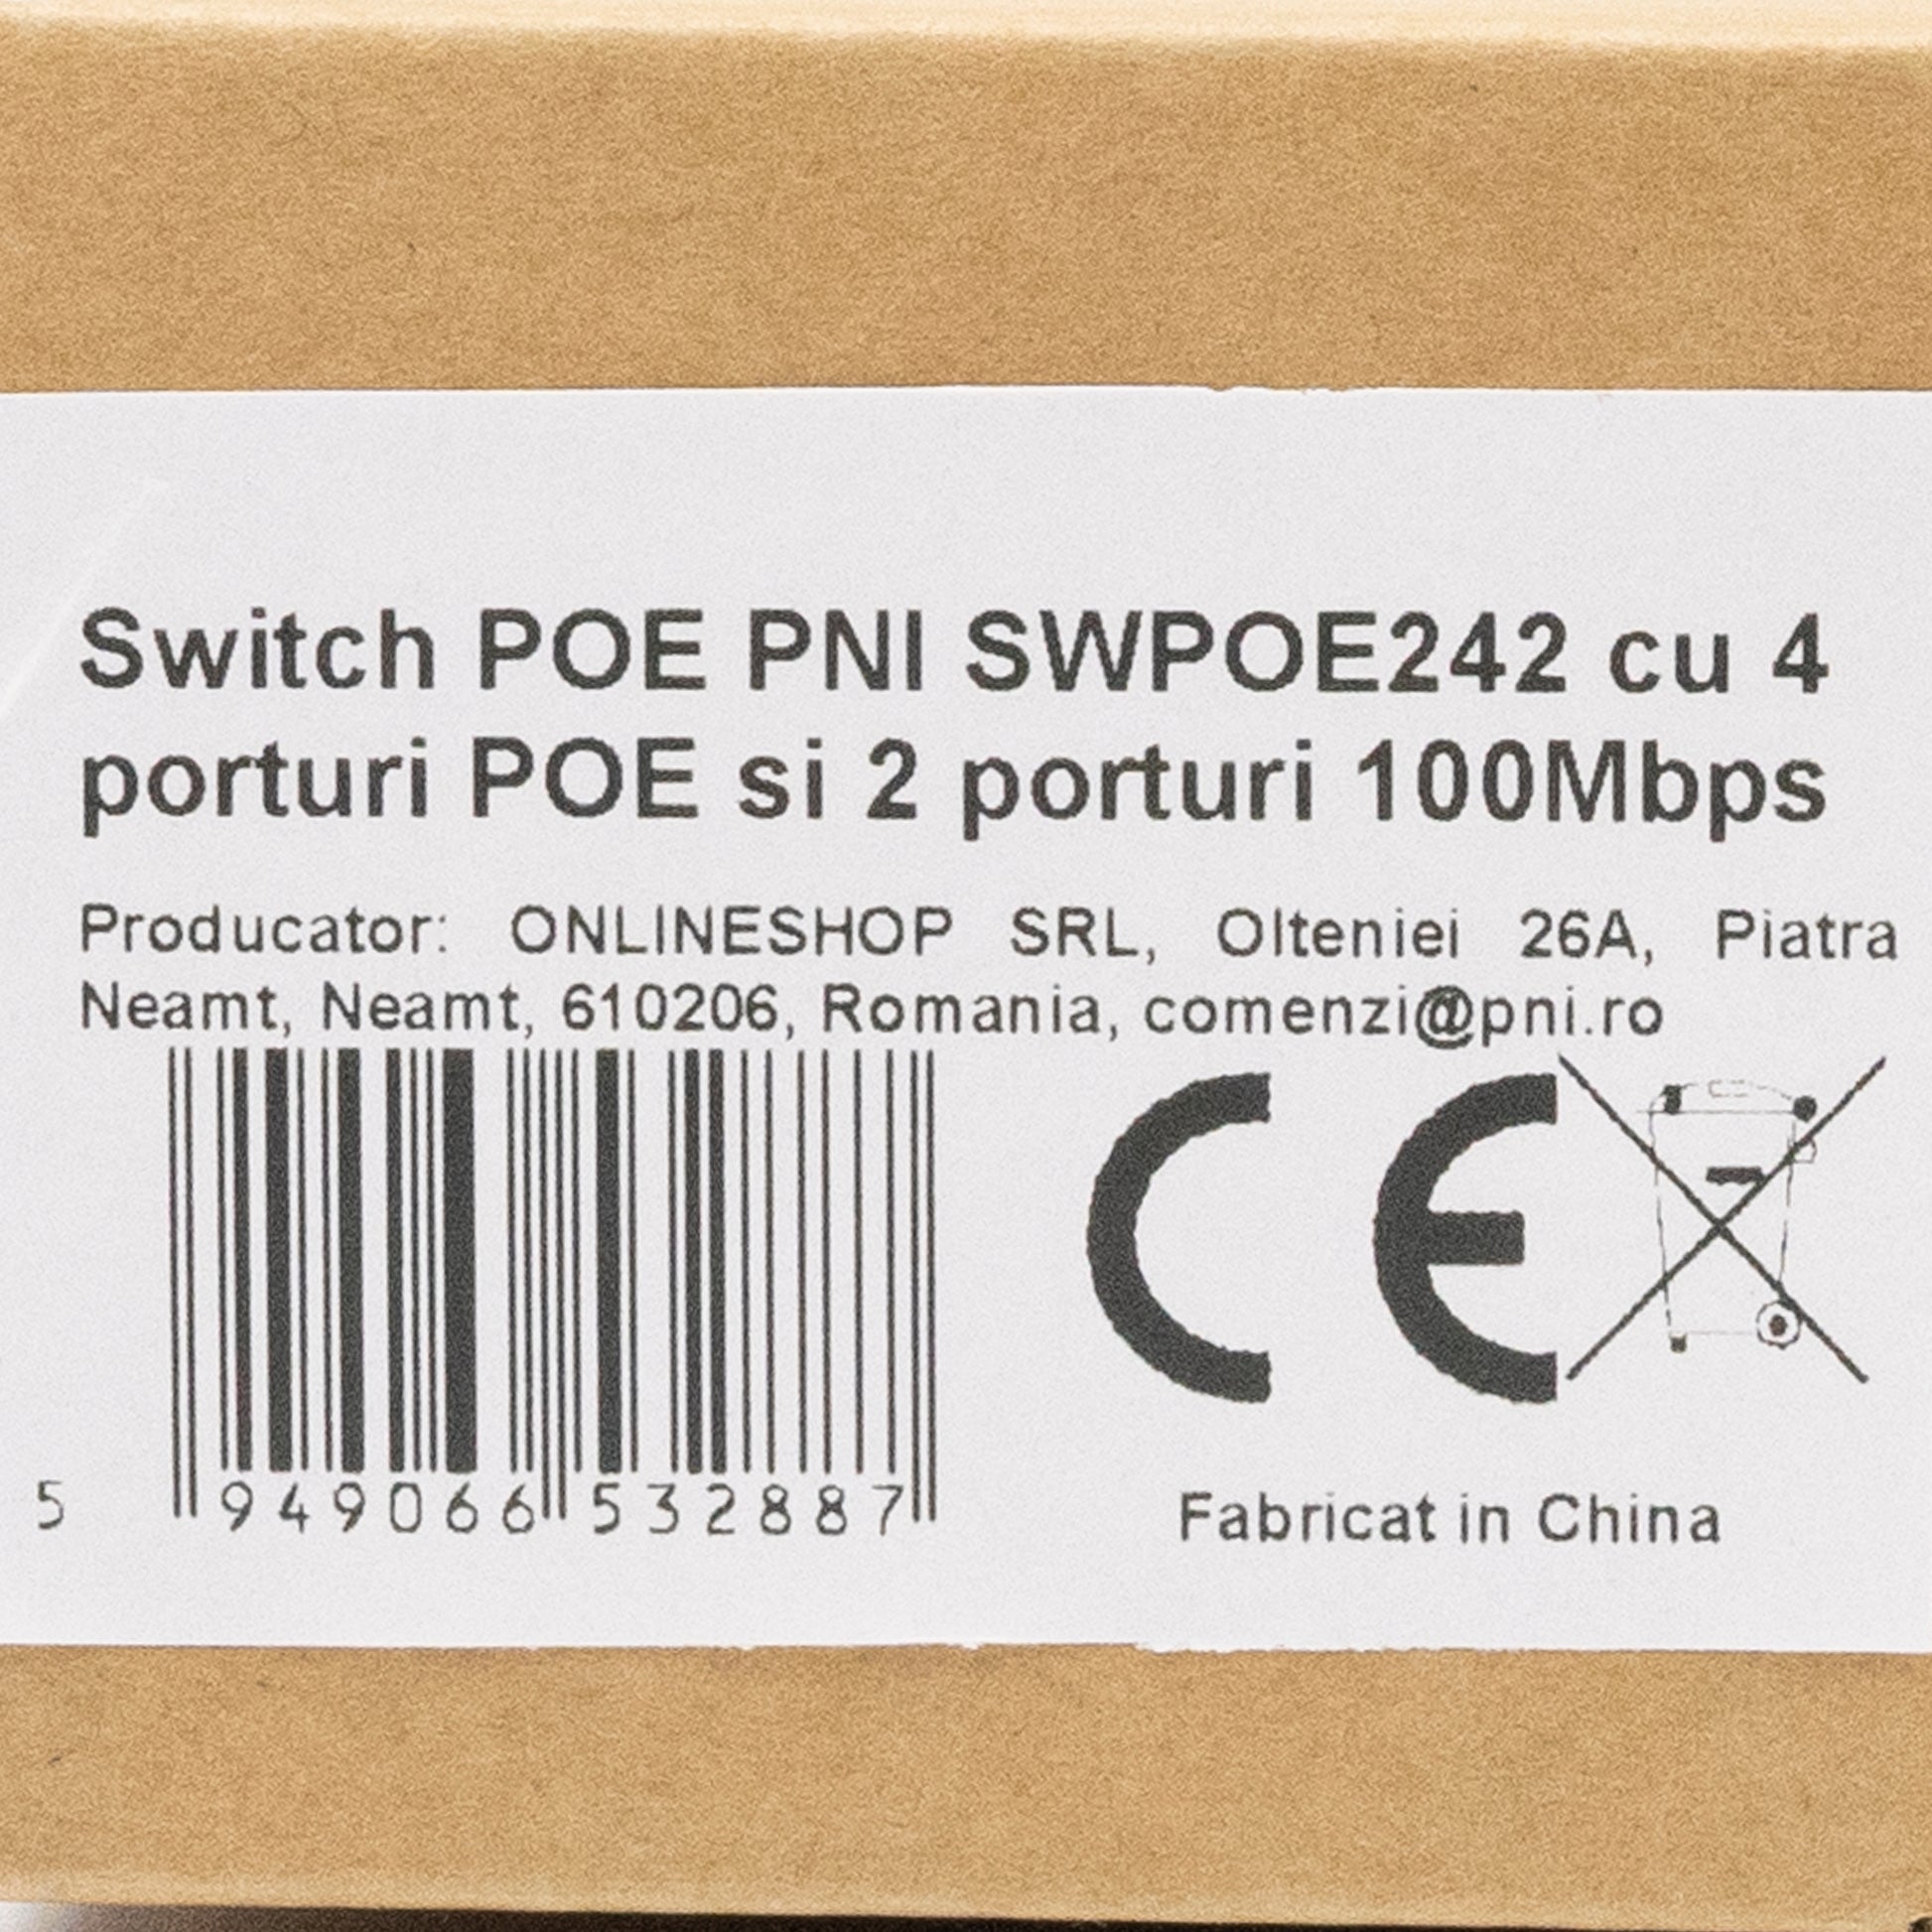 Switch POE PNI SWPOE242 cu 4
porturi POE si 2 porturi 100Mbps
Producator: ONLINESHOP SRL, Olteniei 26A, Piatra
Neamt, Neamt, 610206, Romania, comenzi@pni.ro
CE
5 949066 532887
Fabricat in China